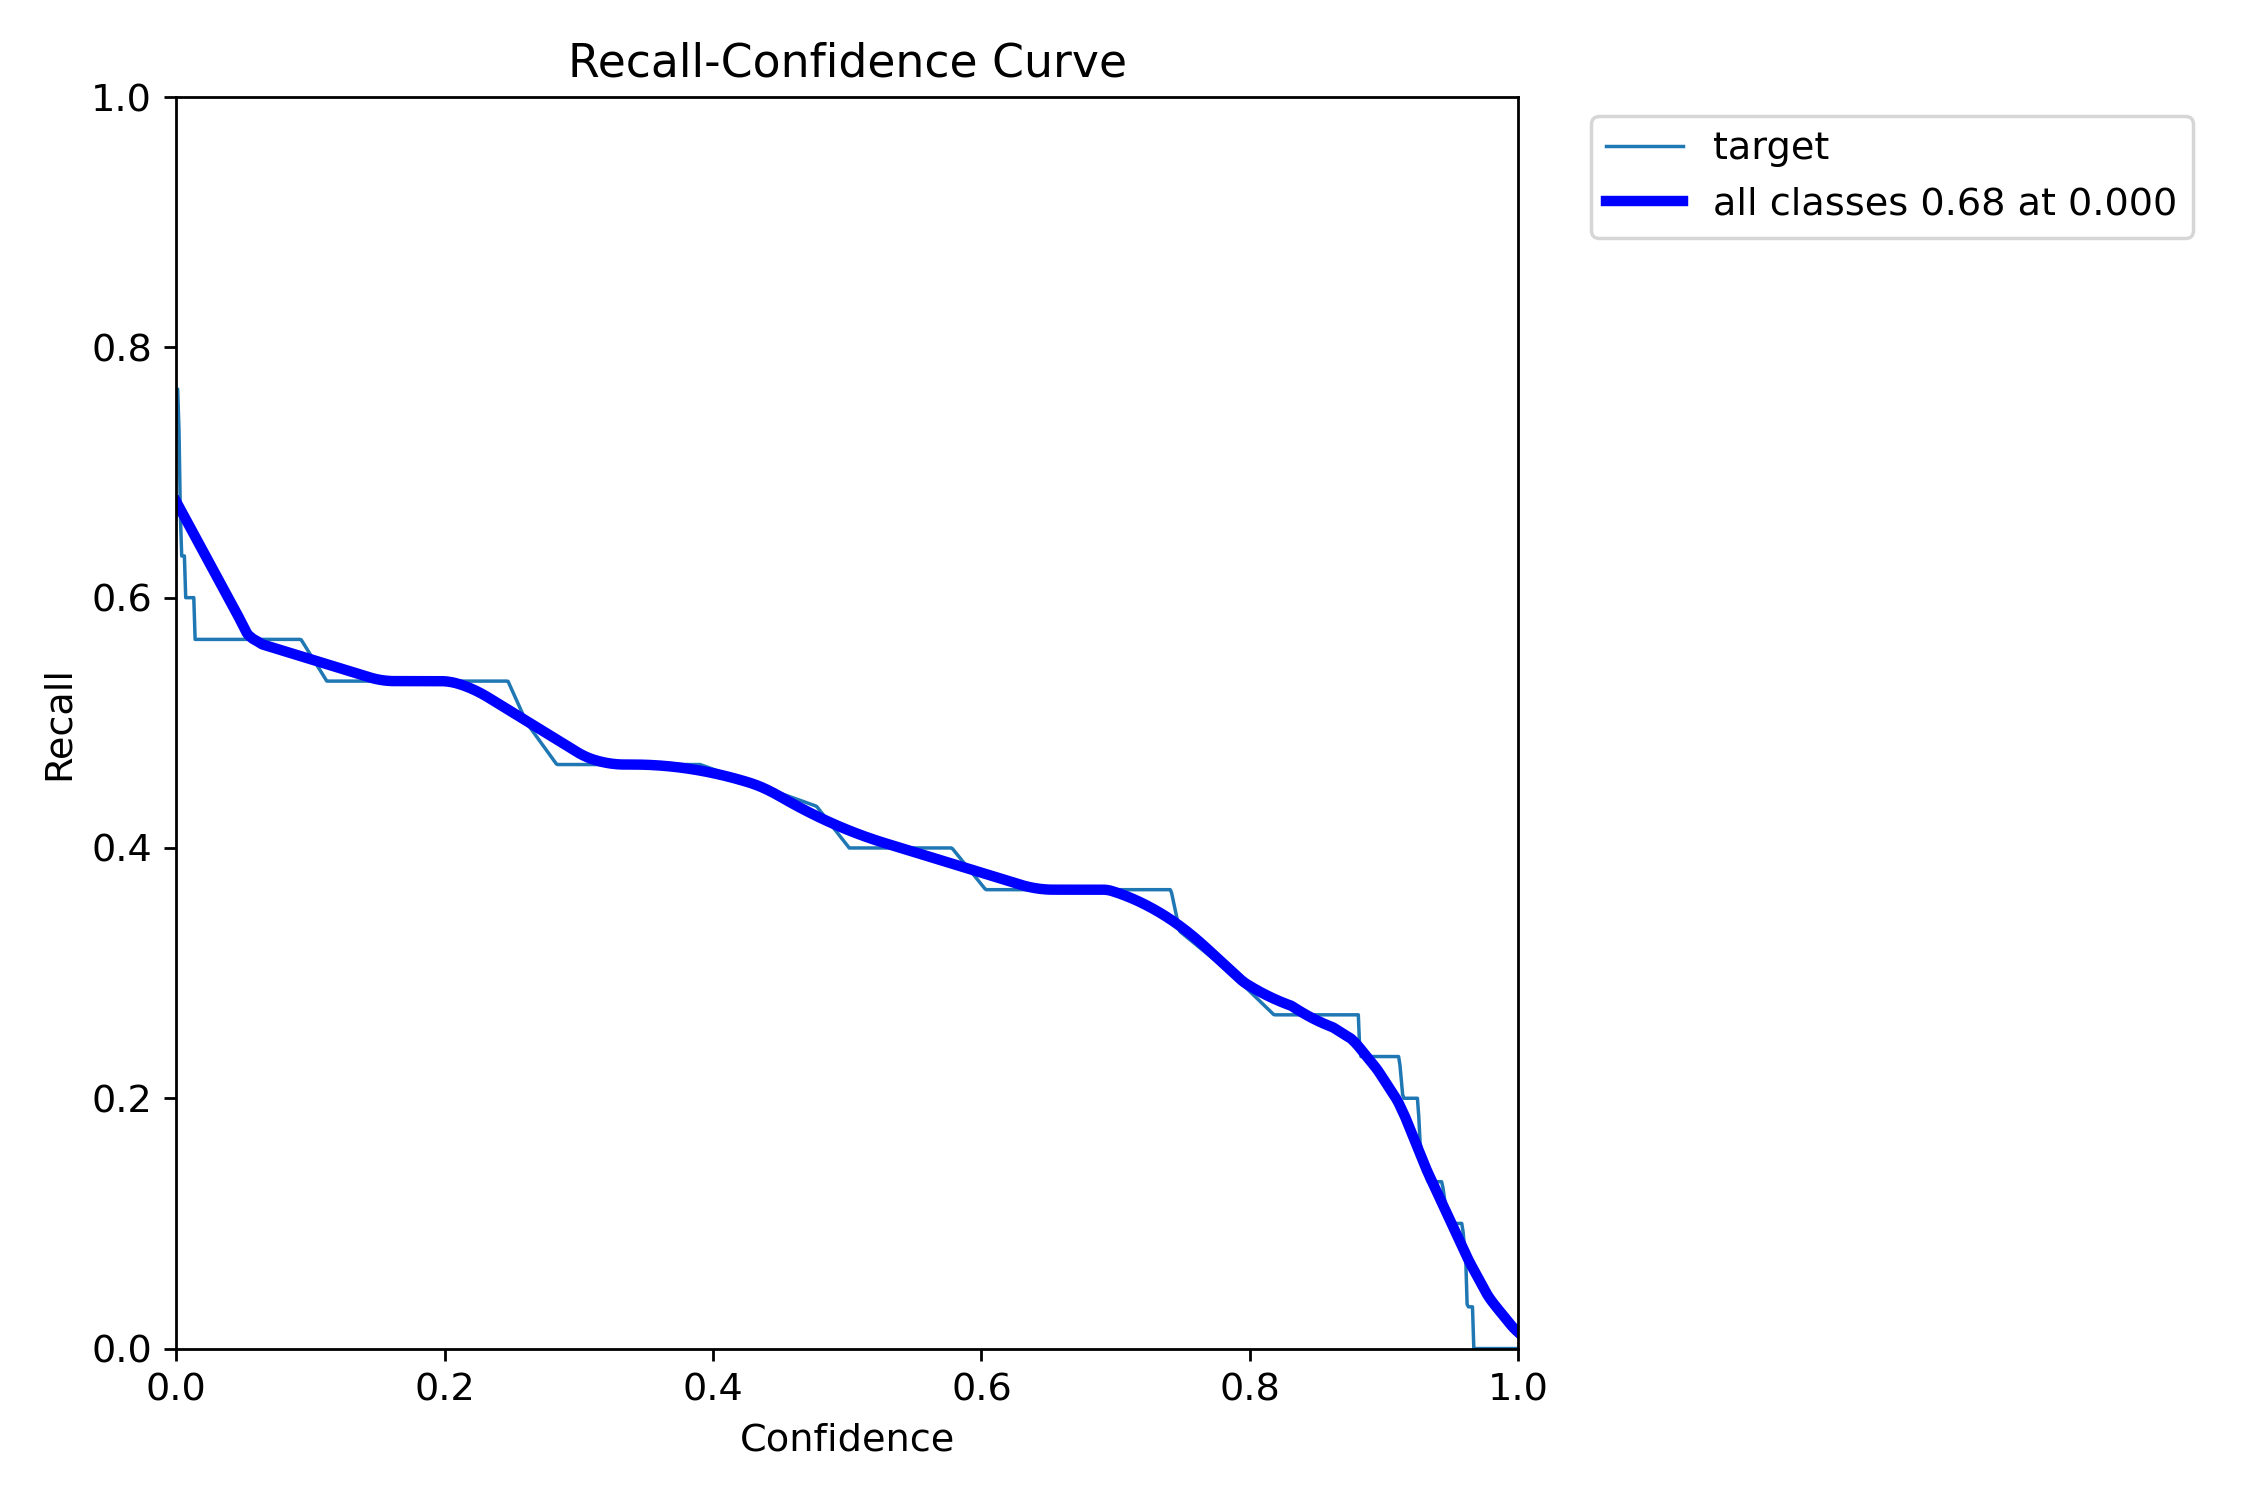 Recall-Confidence Curve
target
all classes 0.68 at 0.000
1.0
0.8
0.6
0.4
0.2
0.0
Recall
0.0 0.2 0.4 0.6 0.8 1.0
Confidence